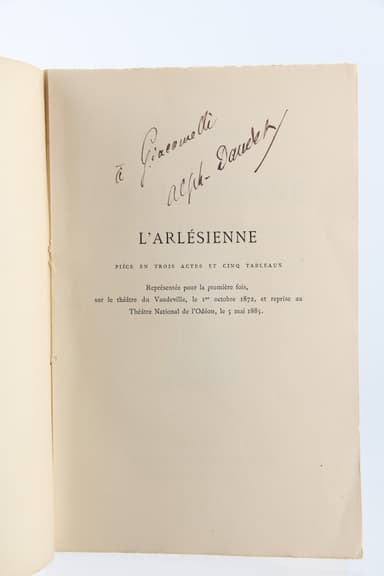 à Giacomelli
Alph. Daudet
L'ARLÉSIENNE
PIÈCE EN TROIS ACTES ET CINQ TABLEAUX
Représentée pour la première fois,
sur le théâtre du Vaudeville, le 1er octobre 1872, et reprise au
Théâtre National de l'Odéon, le 5 mai 1885.